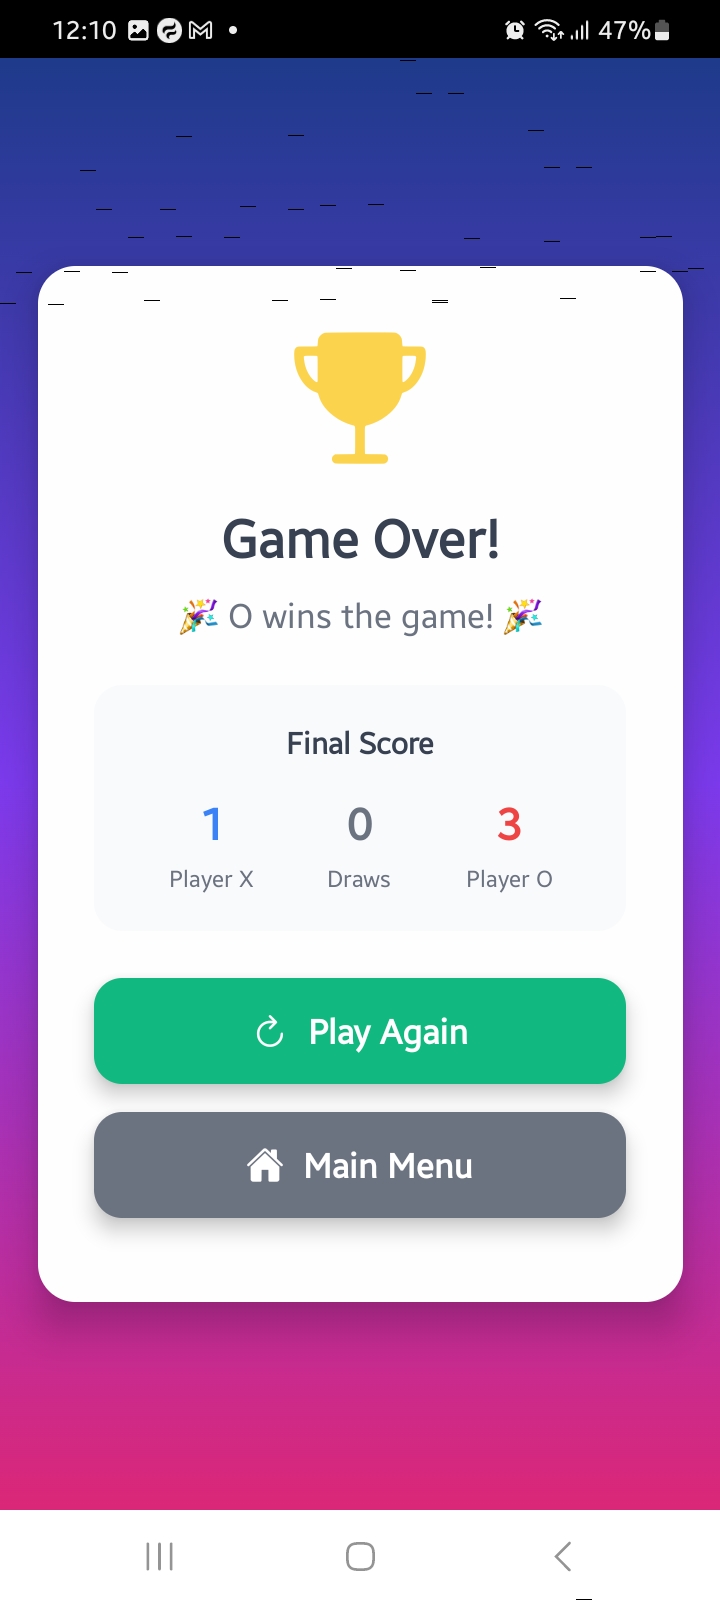 12:10
47%
Game Over!
🎉 O wins the game! 🎉
Final Score
1 0 3
Player X Draws Player O
Play Again
Main Menu